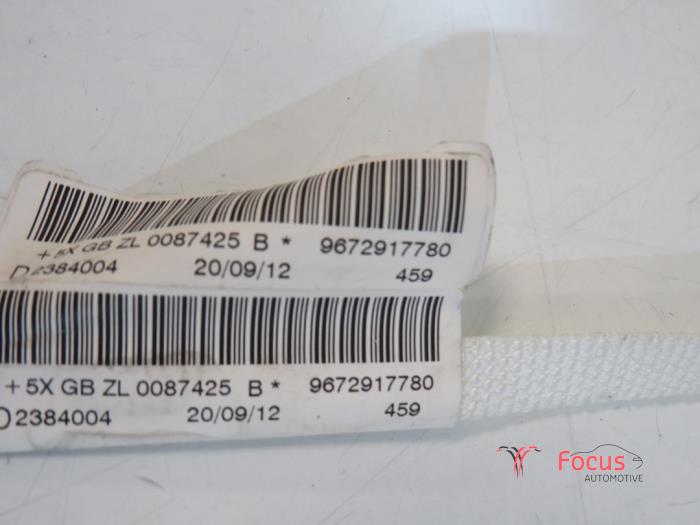 + 5X GB ZL 0087425 B * 9672917780
D2384004 20/09/12 459
+ 5X GB ZL 0087425 B * 9672917780
D2384004 20/09/12 459
Focus
AUTOMOTIVE